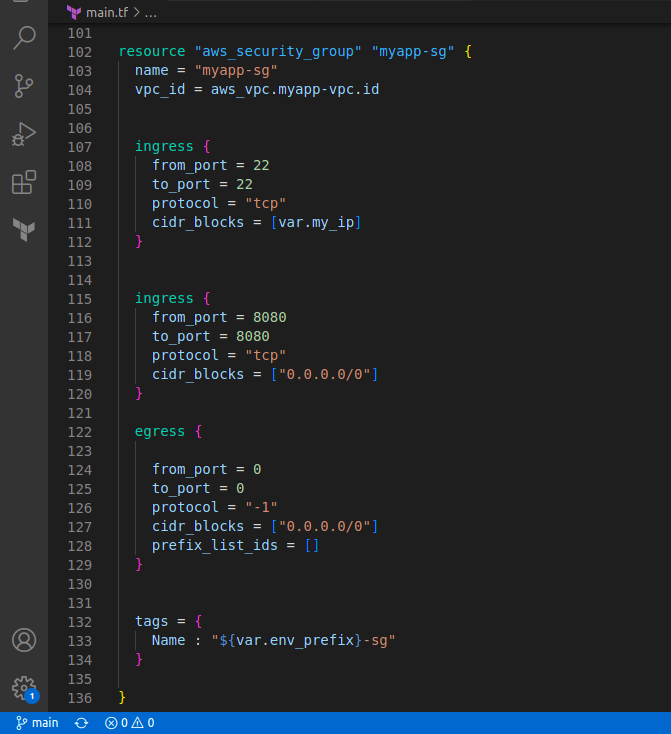 main.tf > ...
101
102 resource "aws_security_group" "myapp-sg" {
103   name = "myapp-sg"
104   vpc_id = aws_vpc.myapp-vpc.id
105
106
107   ingress {
108     from_port = 22
109     to_port = 22
110     protocol = "tcp"
111     cidr_blocks = [var.my_ip]
112   }
113
114
115   ingress {
116     from_port = 8080
117     to_port = 8080
118     protocol = "tcp"
119     cidr_blocks = ["0.0.0.0/0"]
120   }
121
122   egress {
123
124     from_port = 0
125     to_port = 0
126     protocol = "-1"
127     cidr_blocks = ["0.0.0.0/0"]
128     prefix_list_ids = []
129   }
130
131
132   tags = {
133     Name : "${var.env_prefix}-sg"
134   }
135
136 }
1
main 0 0